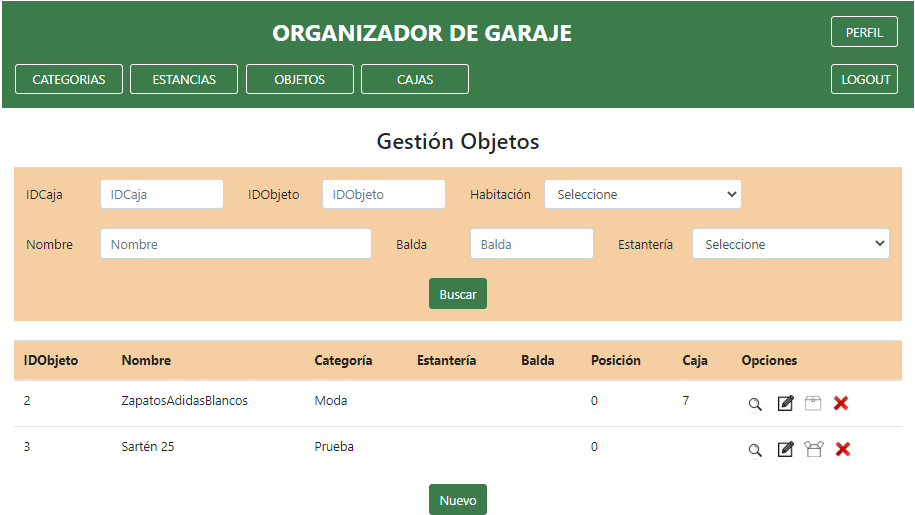 ORGANIZADOR DE GARAJE
PERFIL
CATEGORIAS ESTANCIAS OBJETOS CAJAS LOGOUT
Gestión Objetos
IDCaja IDCaja IDObjeto IDObjeto Habitación Seleccione
Nombre Nombre Balda Balda Estantería Seleccione
Buscar
IDObjeto Nombre Categoría Estantería Balda Posición Caja Opciones
2 ZapatosAdidasBlancos Moda 0 7
3 Sartén 25 Prueba 0
Nuevo